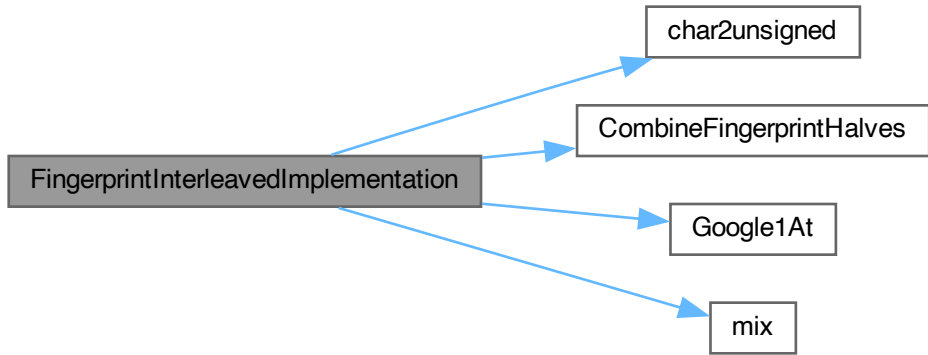 char2unsigned
CombineFingerprintHalves
FingerprintInterleavedImplementation
Google1At
mix